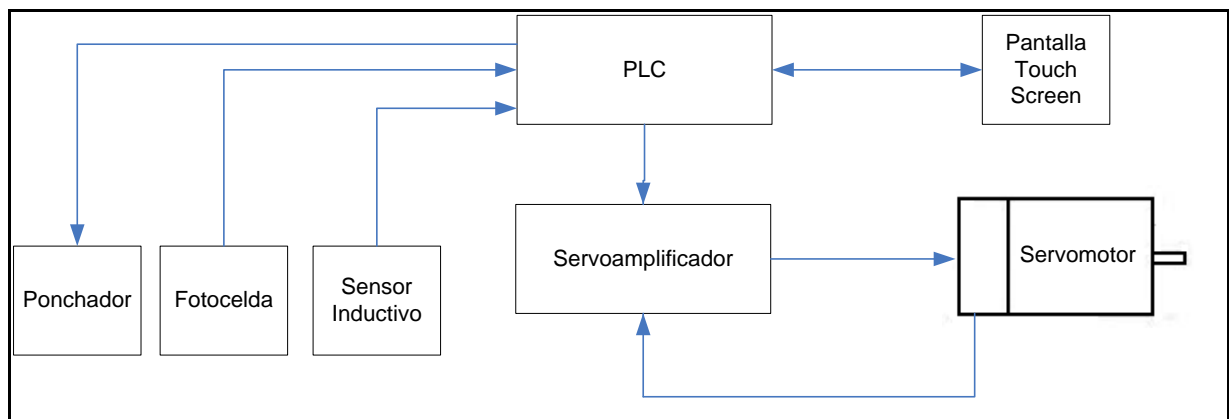 PLC
Pantalla
Touch
Screen
Servoamplificador
Servomotor
Ponchador
Fotocelda
Sensor
Inductivo